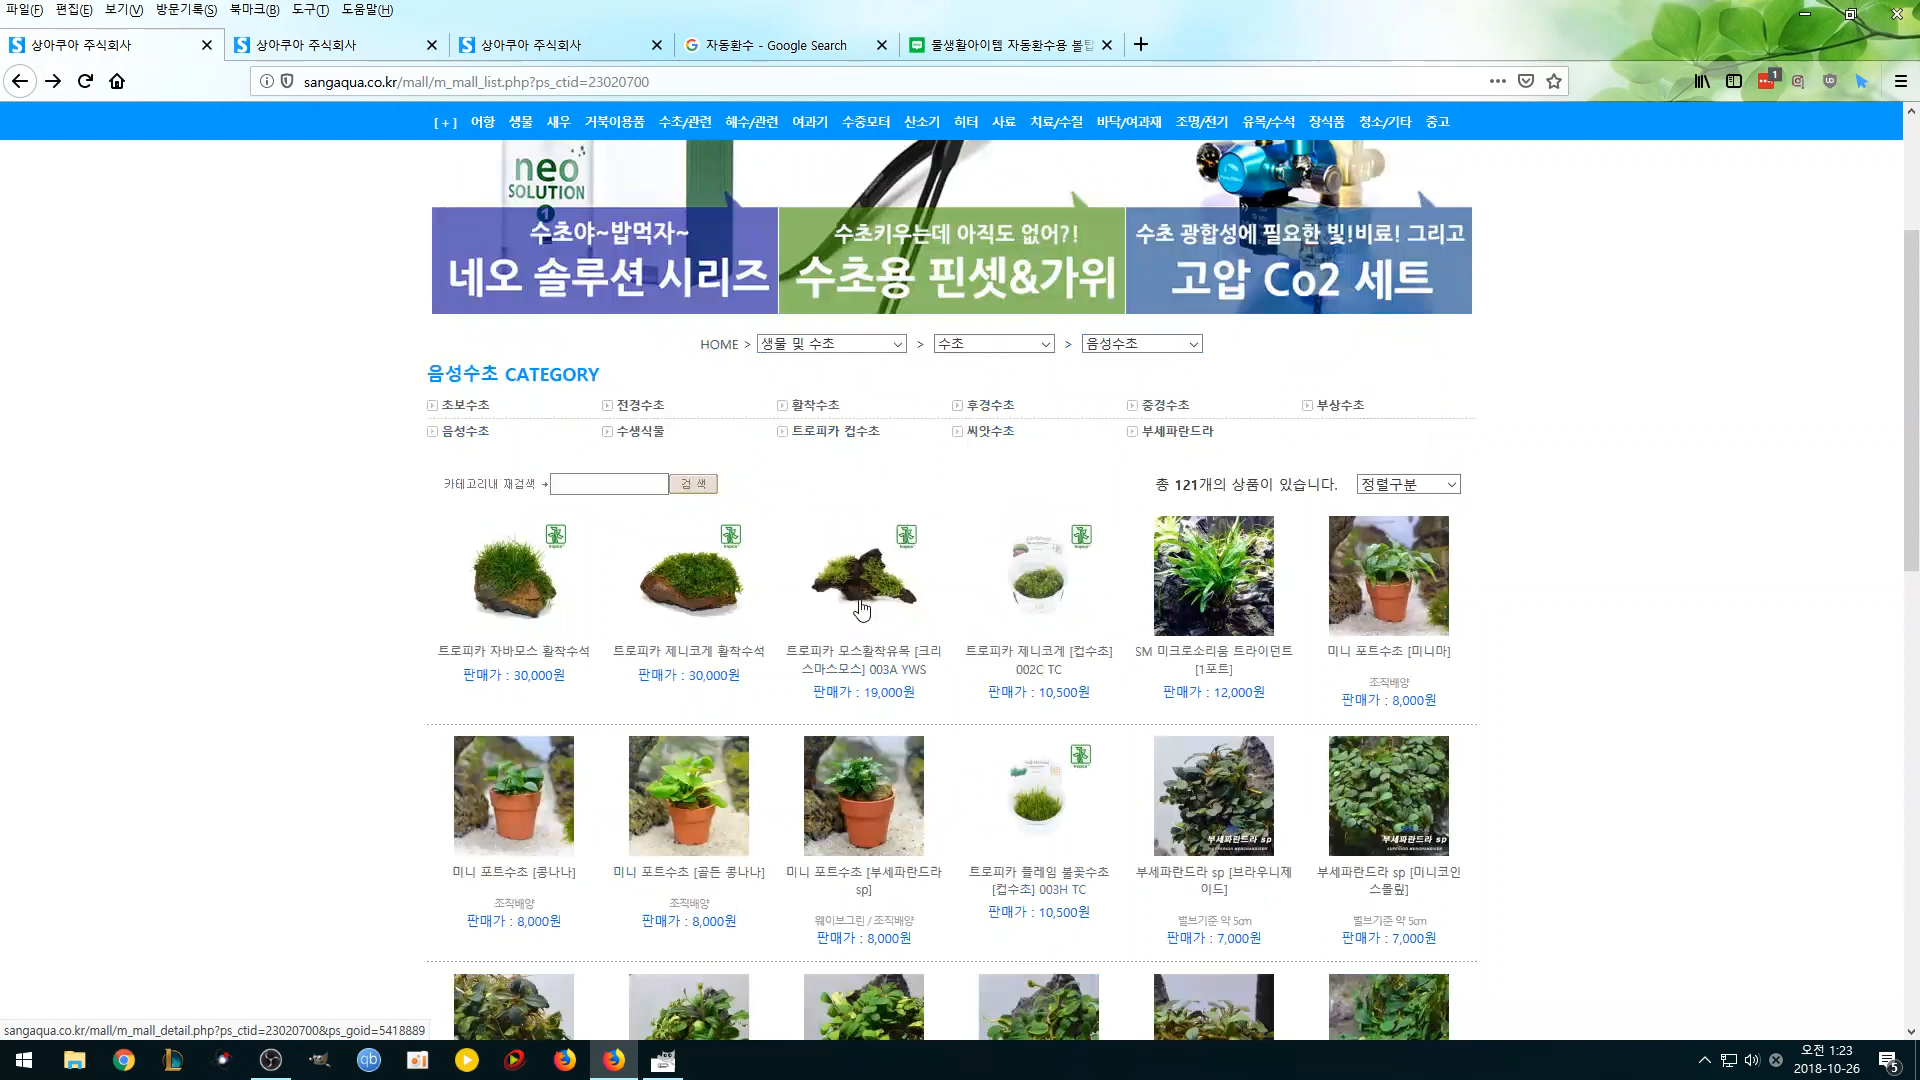 파일(F) 편집(E) 보기(V) 방문기록(S) 북마크(B) 도구(T) 도움말(H)
상아쿠아 주식회사
상아쿠아 주식회사
상아쿠아 주식회사
자동환수 - Google Search
물생활아이템 자동환수용 볼탑
sangaqua.co.kr/mall/m_mall_list.php?ps_ctid=23020700
1
[ + ] 어항 생물 새우 거북이용품 수초/관련 해수/관련 여과기 수중모터 산소기 히터 사료 치료/수질 바닥/여과재 조명/전기 유목/수석 장식품 청소/기타 중고
neo
SOLUTION
1
수초야~밥먹자~
네오 솔루션 시리즈
수초키우는데 아직도 없어?!
수초용 핀셋&가위
수초 광합성에 필요한 빛!비료! 그리고
고압 Co2 세트
HOME > 생물 및 수초 > 수초 > 음성수초
음성수초 CATEGORY
초보수초 전경수초 활착수초 후경수초 중경수초 부상수초
음성수초 수생식물 트로피카 컵수초 씨앗수초 부세파란드라
카테고리내 재검색 검 색
총 121개의 상품이 있습니다. 정렬구분
트로피카 자바모스 활착수석
판매가 : 30,000원
트로피카 제니코게 활착수석
판매가 : 30,000원
트로피카 모스활착유목 [크리
스마스모스] 003A YWS
판매가 : 19,000원
트로피카 제니코게 [컵수초]
002C TC
판매가 : 10,500원
SM 미크로소리움 트라이던트
[1포트]
판매가 : 12,000원
미니 포트수초 [미니마]
조직배양
판매가 : 8,000원
미니 포트수초 [콩나나]
조직배양
판매가 : 8,000원
미니 포트수초 [골든 콩나나]
조직배양
판매가 : 8,000원
미니 포트수초 [부세파란드라
sp]
웨이브그린 / 조직배양
판매가 : 8,000원
트로피카 플레임 불꽃수초
[컵수초] 003H TC
판매가 : 10,500원
부세파란드라 sp
부세파란드라 sp [브라우니제
이드]
벌브기준 약 5cm
판매가 : 7,000원
부세파란드라 sp
부세파란드라 sp [미니코인
스몰맆]
벌브기준 약 5cm
판매가 : 7,000원
sangaqua.co.kr/mall/m_mall_detail.php?ps_ctid=23020700&ps_goid=5418889
qb
오전 1:23
2018-10-26
5